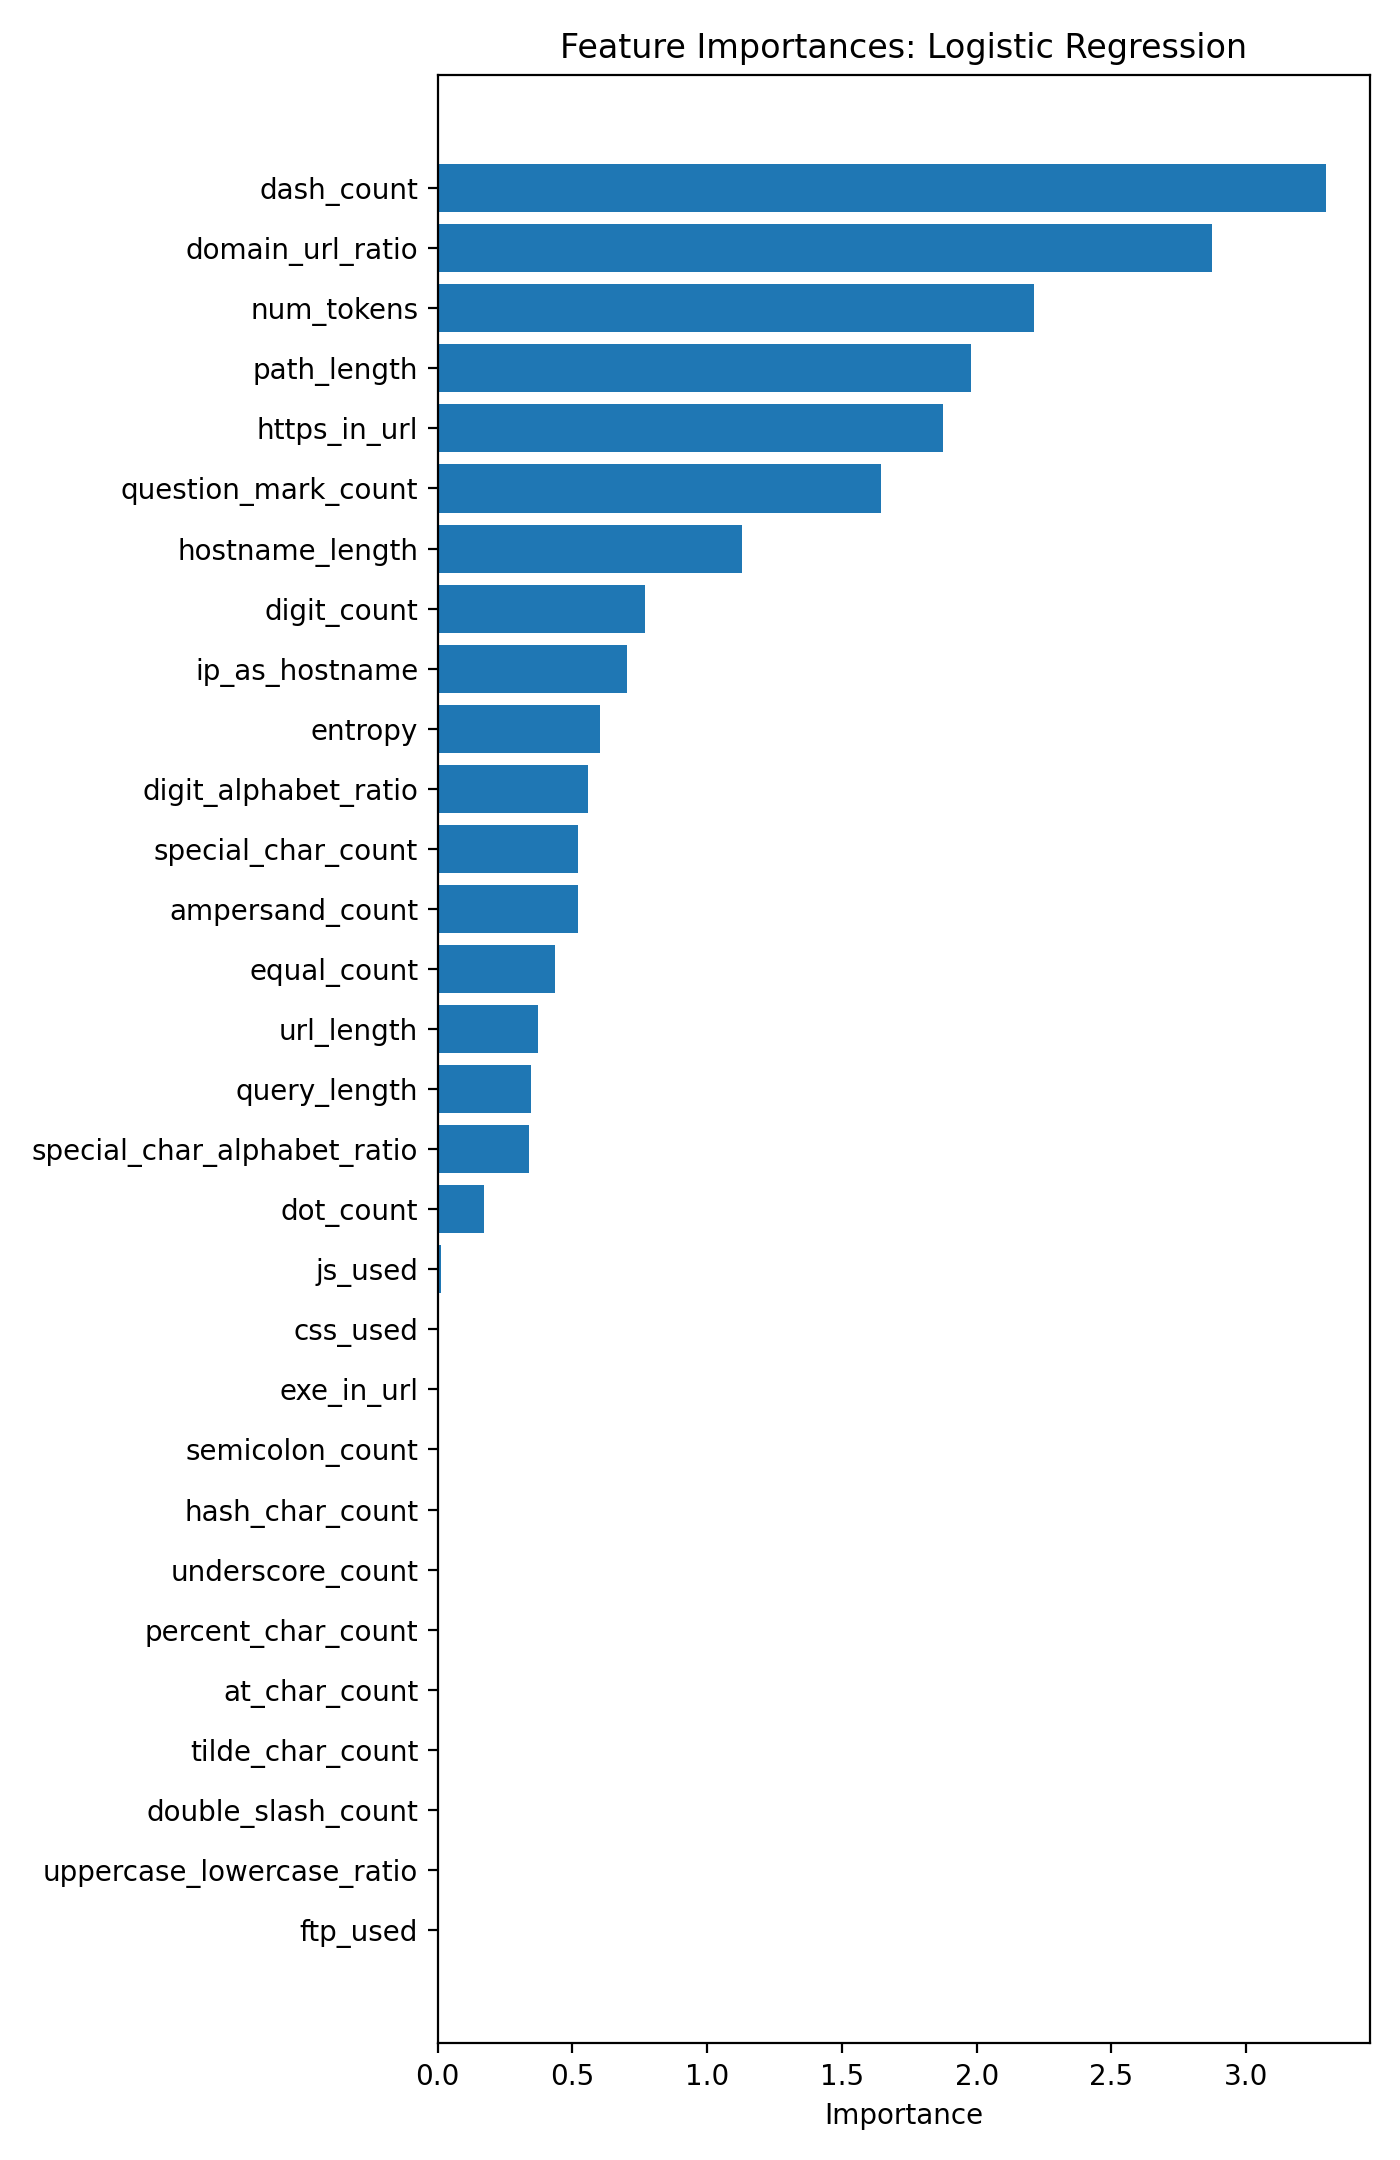 Feature Importances: Logistic Regression
dash_count
domain_url_ratio
num_tokens
path_length
https_in_url
question_mark_count
hostname_length
digit_count
ip_as_hostname
entropy
digit_alphabet_ratio
special_char_count
ampersand_count
equal_count
url_length
query_length
special_char_alphabet_ratio
dot_count
js_used
css_used
exe_in_url
semicolon_count
hash_char_count
underscore_count
percent_char_count
at_char_count
tilde_char_count
double_slash_count
uppercase_lowercase_ratio
ftp_used
0.0 0.5 1.0 1.5 2.0 2.5 3.0
Importance